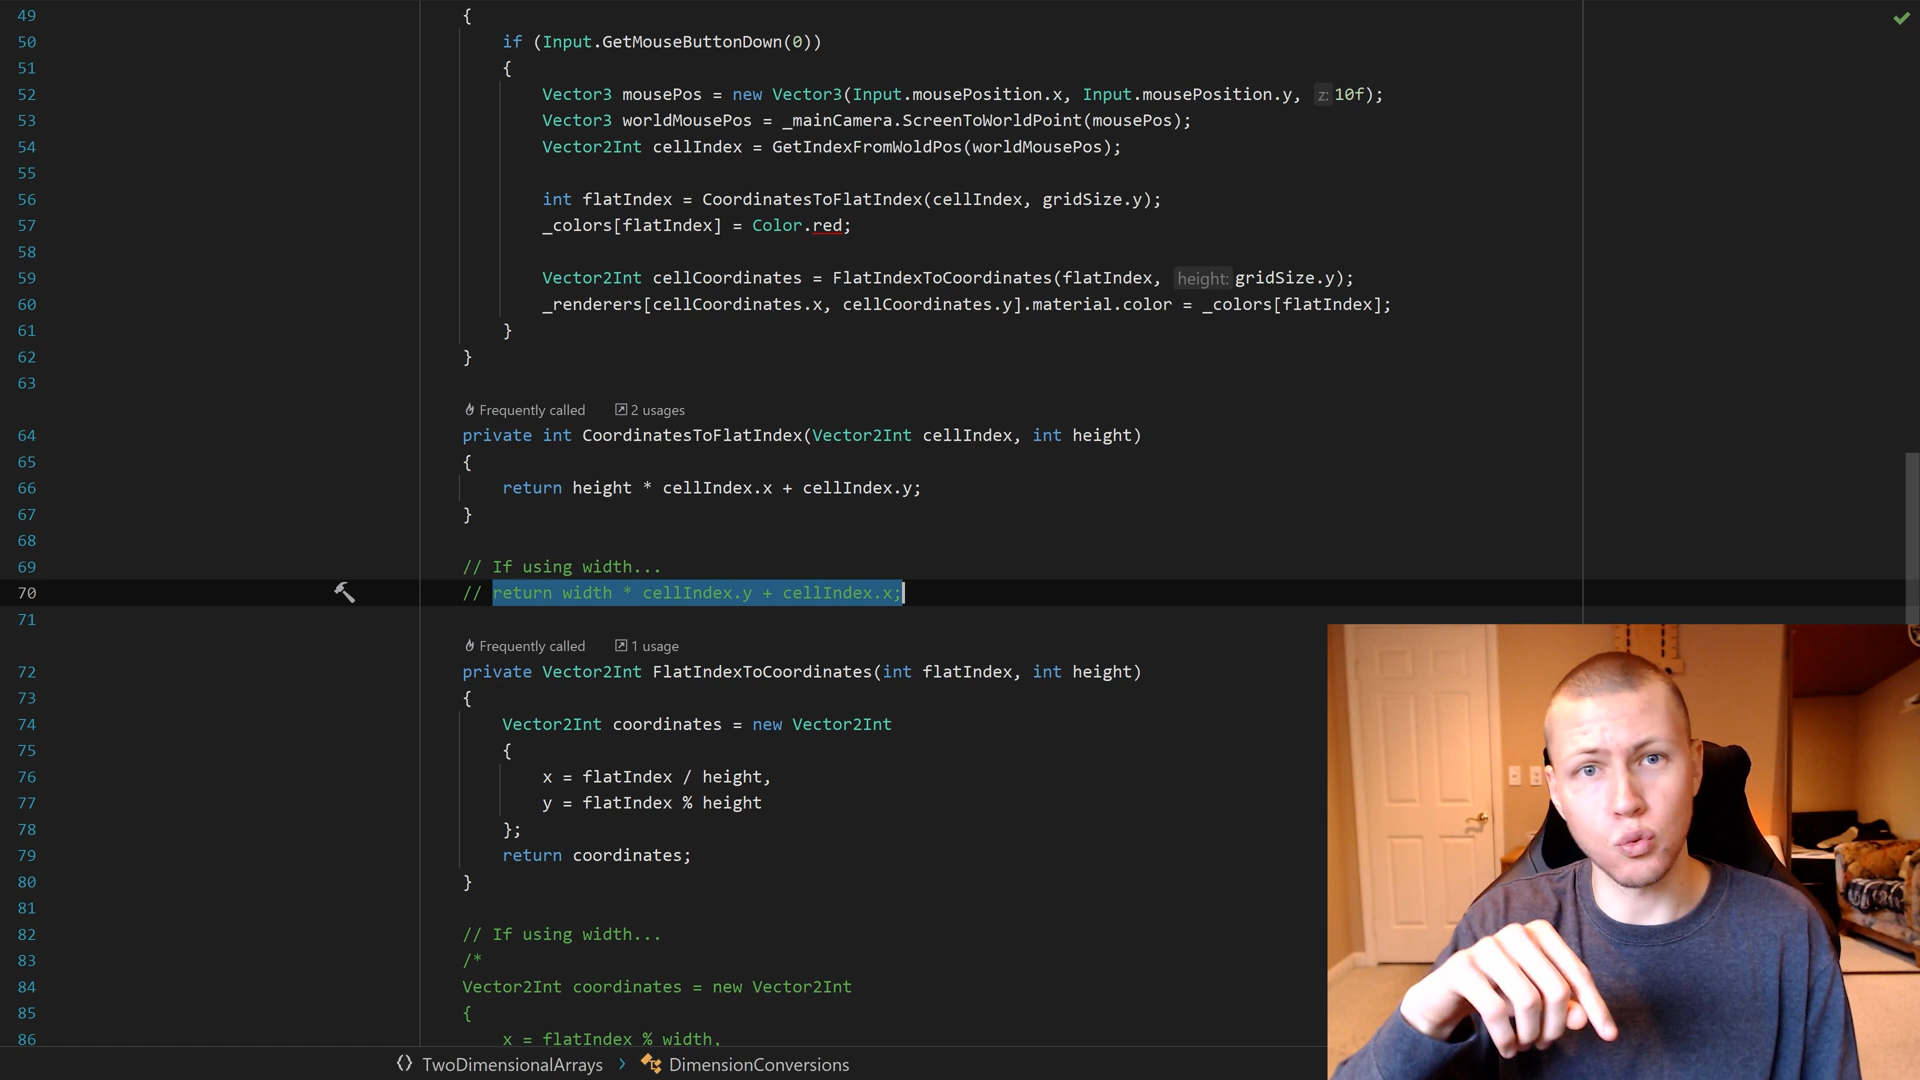 49 {
50 if (Input.GetMouseButtonDown(0))
51 {
52 Vector3 mousePos = new Vector3(Input.mousePosition.x, Input.mousePosition.y, z: 10f);
53 Vector3 worldMousePos = _mainCamera.ScreenToWorldPoint(mousePos);
54 Vector2Int cellIndex = GetIndexFromWoldPos(worldMousePos);
55
56 int flatIndex = CoordinatesToFlatIndex(cellIndex, gridSize.y);
57 _colors[flatIndex] = Color.red;
58
59 Vector2Int cellCoordinates = FlatIndexToCoordinates(flatIndex, height: gridSize.y);
60 _renderers[cellCoordinates.x, cellCoordinates.y].material.color = _colors[flatIndex];
61 }
62 }
63
Frequently called 2 usages
64 private int CoordinatesToFlatIndex(Vector2Int cellIndex, int height)
65 {
66 return height * cellIndex.x + cellIndex.y;
67 }
68
69 // If using width...
70 // return width * cellIndex.y + cellIndex.x;
71
Frequently called 1 usage
72 private Vector2Int FlatIndexToCoordinates(int flatIndex, int height)
73 {
74 Vector2Int coordinates = new Vector2Int
75 {
76 x = flatIndex / height,
77 y = flatIndex % height
78 };
79 return coordinates;
80 }
81
82 // If using width...
83 /*
84 Vector2Int coordinates = new Vector2Int
85 {
86 x = flatIndex % width,
TwoDimensionalArrays > DimensionConversions